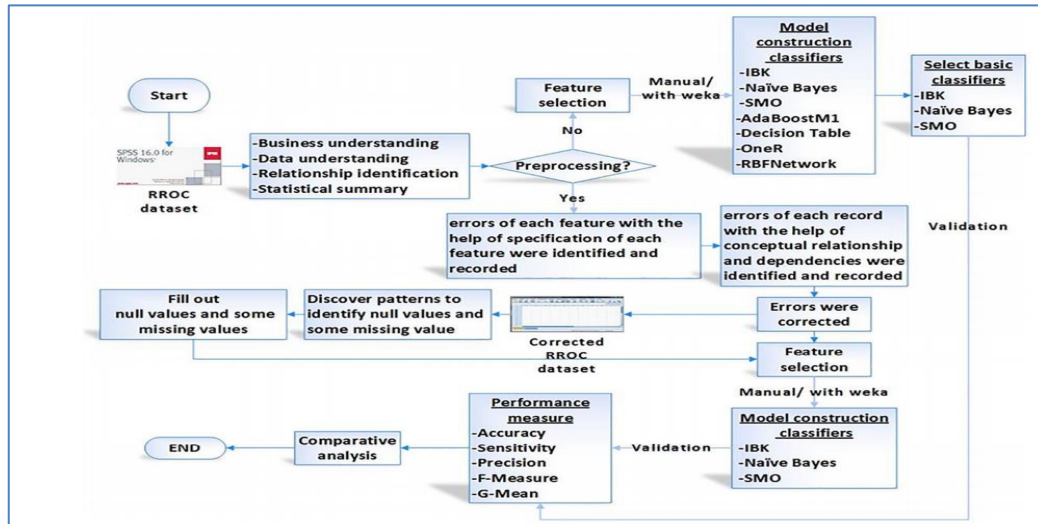 Start
SPSS 16.0 for
Windows
RROC
dataset
-Business understanding
-Data understanding
-Relationship identification
-Statistical summary
Preprocessing?
No
Feature
selection
Manual/
with weka
Model
construction
classifiers
-IBK
-Naïve Bayes
-SMO
-AdaBoostM1
-Decision Table
-OneR
-RBFNetwork
Select basic
classifiers
-IBK
-Naïve Bayes
-SMO
Validation
Yes
errors of each feature with the
help of specification of each
feature were identified and
recorded
errors of each record
with the help of
conceptual relationship
and dependencies were
identified and recorded
Errors were
corrected
Corrected
RROC
dataset
Discover patterns to
identify null values and
some missing value
Fill out
null values and some
missing values
Feature
selection
Manual/ with weka
Model construction
classifiers
-IBK
-Naïve Bayes
-SMO
Validation
Performance
measure
-Accuracy
-Sensitivity
-Precision
-F-Measure
-G-Mean
Comparative
analysis
END